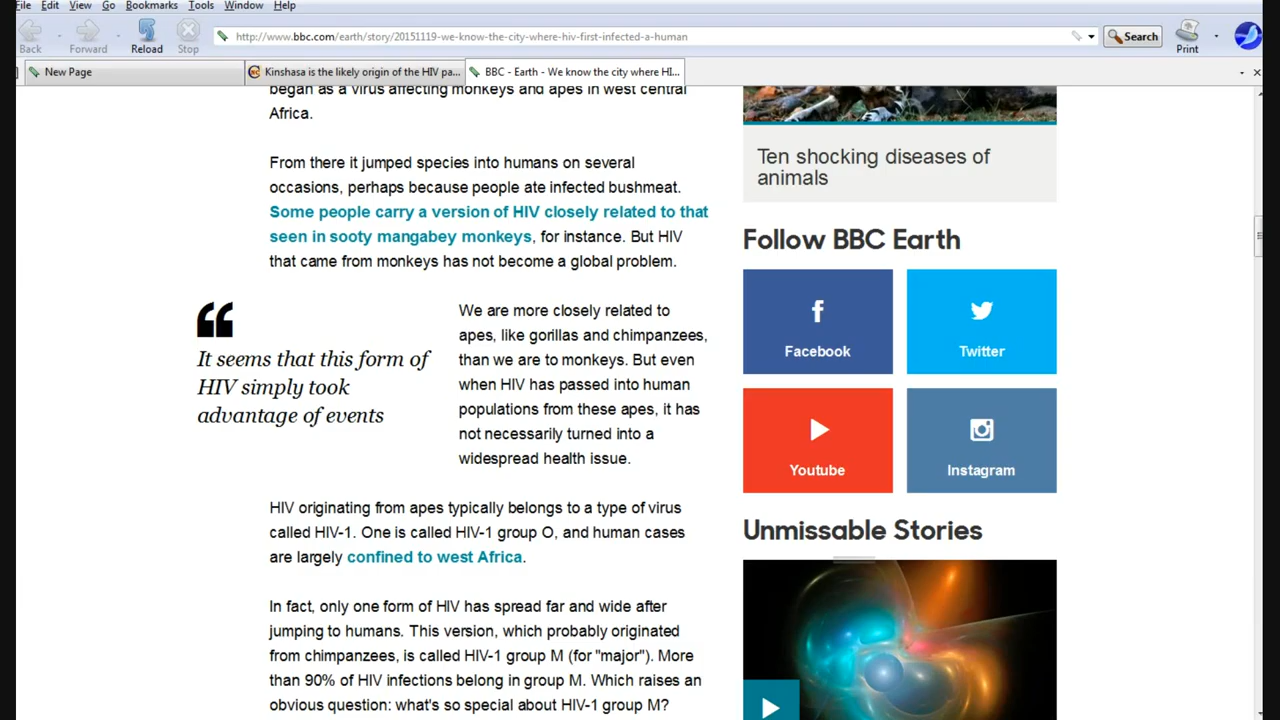 File Edit View Go Bookmarks Tools Window Help
Back Forward Reload Stop
http://www.bbc.com/earth/story/20151119-we-know-the-city-where-hiv-first-infected-a-human
Search
Print
New Page
Kinshasa is the likely origin of the HIV pa...
BBC - Earth - We know the city where HI...
began as a virus affecting monkeys and apes in west central
Africa.
From there it jumped species into humans on several
occasions, perhaps because people ate infected bushmeat.
Some people carry a version of HIV closely related to that
seen in sooty mangabey monkeys, for instance. But HIV
that came from monkeys has not become a global problem.
It seems that this form of
HIV simply took
advantage of events
We are more closely related to
apes, like gorillas and chimpanzees,
than we are to monkeys. But even
when HIV has passed into human
populations from these apes, it has
not necessarily turned into a
widespread health issue.
HIV originating from apes typically belongs to a type of virus
called HIV-1. One is called HIV-1 group O, and human cases
are largely confined to west Africa.
In fact, only one form of HIV has spread far and wide after
jumping to humans. This version, which probably originated
from chimpanzees, is called HIV-1 group M (for "major"). More
than 90% of HIV infections belong in group M. Which raises an
obvious question: what's so special about HIV-1 group M?
Ten shocking diseases of
animals
Follow BBC Earth
Facebook
Twitter
Youtube
Instagram
Unmissable Stories